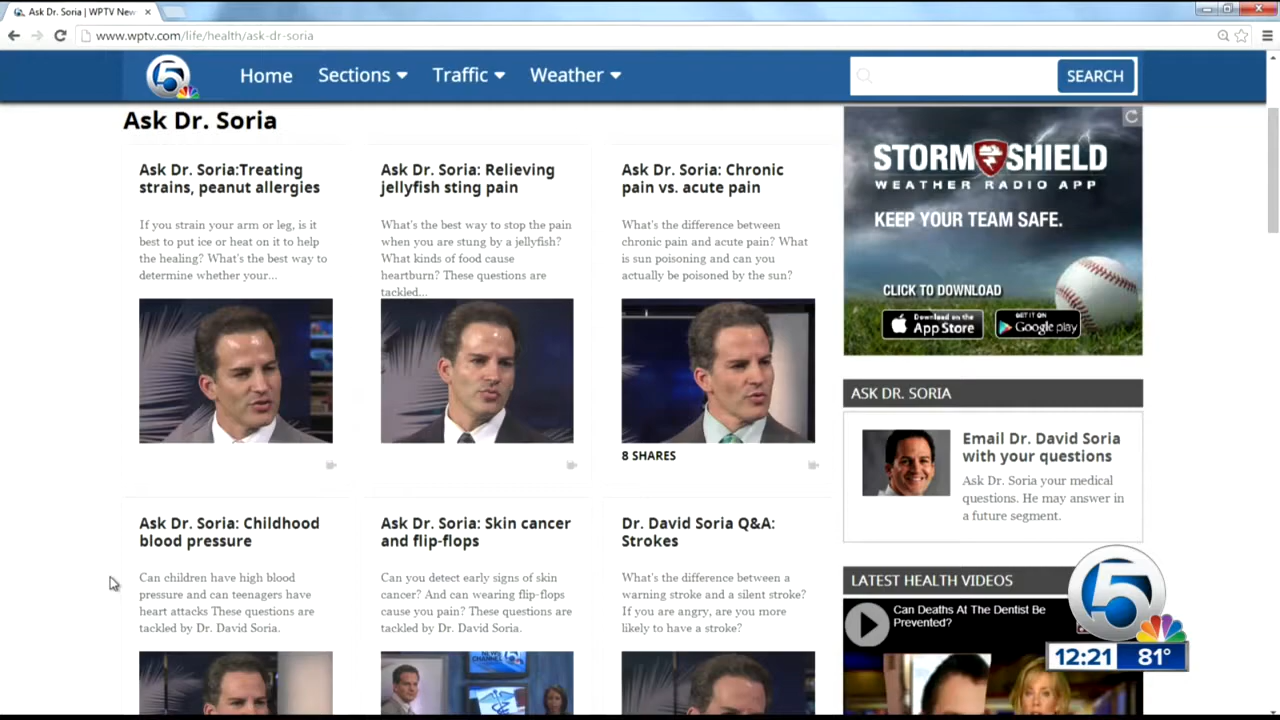 Ask Dr. Soria | WPTV New
www.wptv.com/life/health/ask-dr-soria
5
Home
Sections
Traffic
Weather
SEARCH
Ask Dr. Soria
Ask Dr. Soria:Treating
strains, peanut allergies
If you strain your arm or leg, is it
best to put ice or heat on it to help
the healing? What's the best way to
determine whether your...
Ask Dr. Soria: Relieving
jellyfish sting pain
What's the best way to stop the pain
when you are stung by a jellyfish?
What kinds of food cause
heartburn? These questions are
tackled...
Ask Dr. Soria: Chronic
pain vs. acute pain
What's the difference between
chronic pain and acute pain? What
is sun poisoning and can you
actually be poisoned by the sun?
8 SHARES
Ask Dr. Soria: Childhood
blood pressure
Can children have high blood
pressure and can teenagers have
heart attacks These questions are
tackled by Dr. David Soria.
Ask Dr. Soria: Skin cancer
and flip-flops
Can you detect early signs of skin
cancer? And can wearing flip-flops
cause you pain? These questions are
tackled by Dr. David Soria.
Dr. David Soria Q&A:
Strokes
What's the difference between a
warning stroke and a silent stroke?
If you are angry, are you more
likely to have a stroke?
STORM SHIELD
WEATHER RADIO APP
KEEP YOUR TEAM SAFE.
CLICK TO DOWNLOAD
Download on the
App Store
GET IT ON
Google play
ASK DR. SORIA
Email Dr. David Soria
with your questions
Ask Dr. Soria your medical
questions. He may answer in
a future segment.
LATEST HEALTH VIDEOS
Can Deaths At The Dentist Be
Prevented?
5
12:21 81°